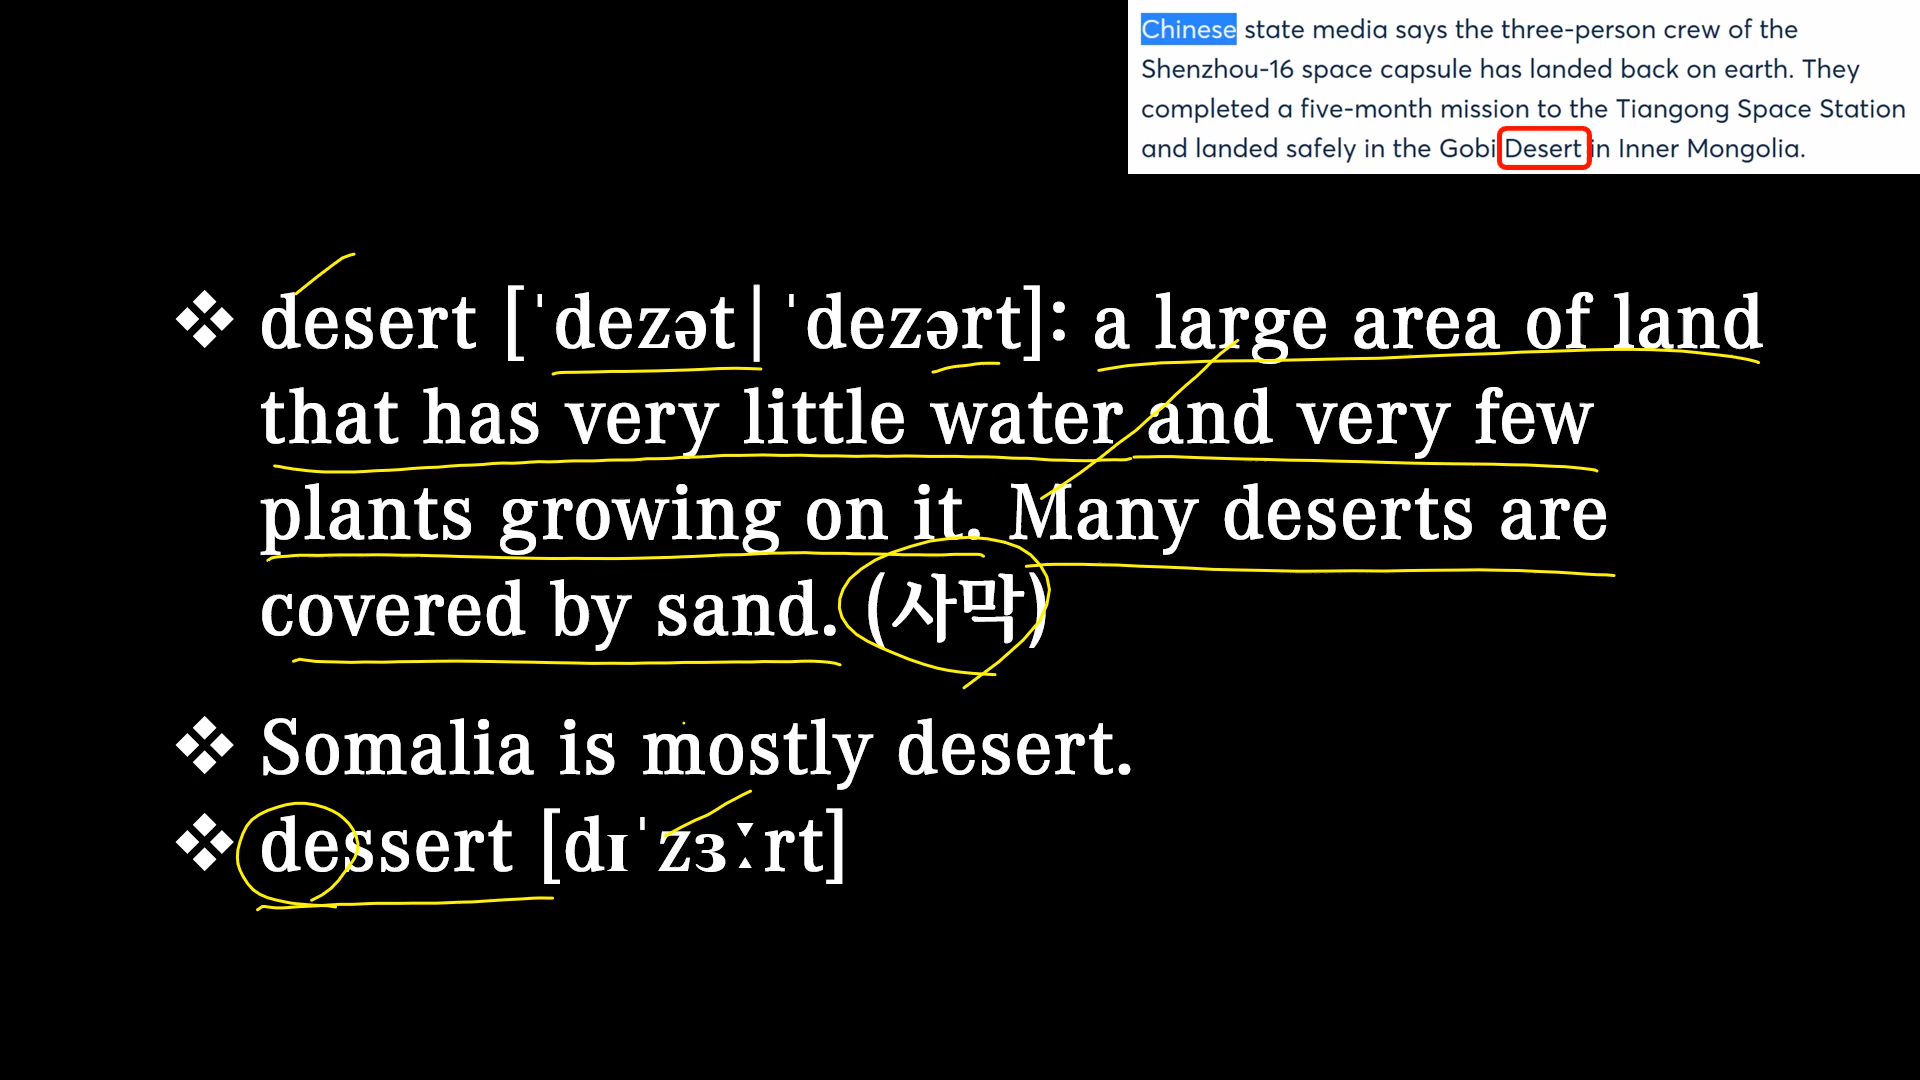 Chinese state media says the three-person crew of the
Shenzhou-16 space capsule has landed back on earth. They
completed a five-month mission to the Tiangong Space Station
and landed safely in the Gobi Desert in Inner Mongolia.
❖ desert [ˈdezət|ˈdezərt]: a large area of land
that has very little water and very few
plants growing on it. Many deserts are
covered by sand. (사막)
❖ Somalia is mostly desert.
❖ dessert [dɪˈzɜːrt]